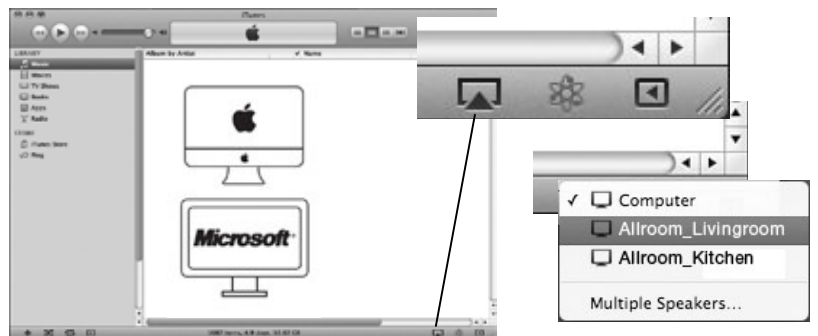 iTunes
LIBRARY
Music
Movies
TV Shows
Books
Apps
Radio
STORE
iTunes Store
Ping
Album by Artist
✓ Name
Microsoft
✓ Computer
Allroom_Livingroom
Allroom_Kitchen
Multiple Speakers...